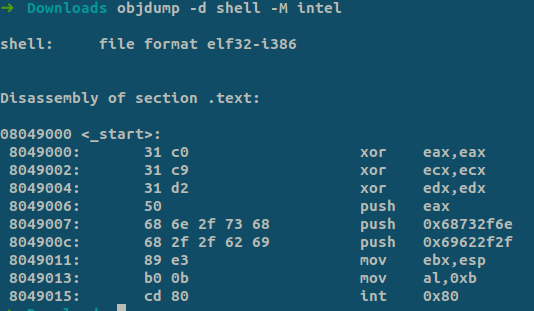 ➜ Downloads objdump -d shell -M intel
shell:     file format elf32-i386
Disassembly of section .text:
08049000 <_start>:
 8049000:	31 c0                	xor    eax,eax
 8049002:	31 c9                	xor    ecx,ecx
 8049004:	31 d2                	xor    edx,edx
 8049006:	50                   	push   eax
 8049007:	68 6e 2f 73 68       	push   0x68732f6e
 804900c:	68 2f 2f 62 69       	push   0x69622f2f
 8049011:	89 e3                	mov    ebx,esp
 8049013:	b0 0b                	mov    al,0xb
 8049015:	cd 80                	int    0x80